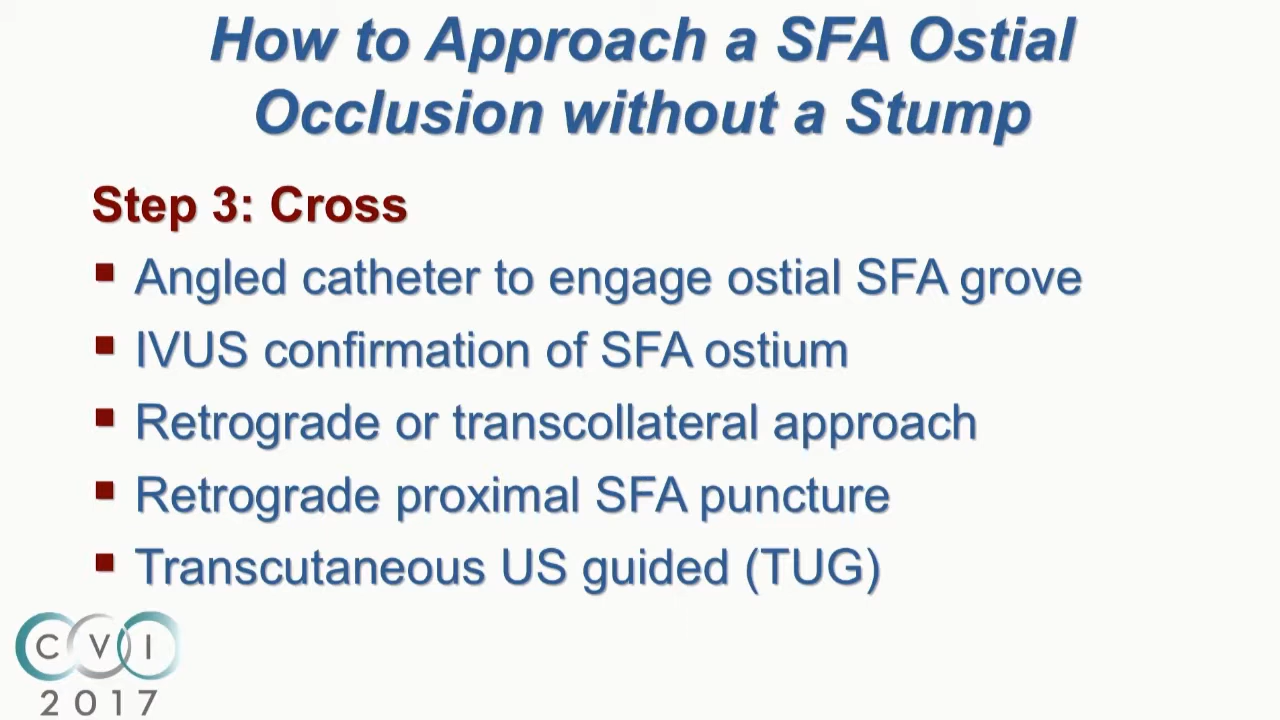 How to Approach a SFA Ostial
Occlusion without a Stump
Step 3: Cross
Angled catheter to engage ostial SFA grove
IVUS confirmation of SFA ostium
Retrograde or transcollateral approach
Retrograde proximal SFA puncture
Transcutaneous US guided (TUG)
C V I
2017